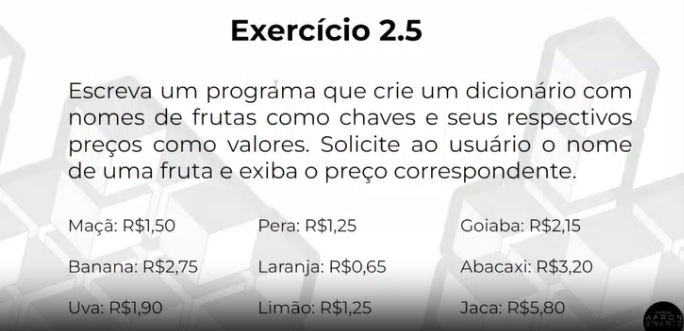 Exercício 2.5
Escreva um programa que crie um dicionário com
nomes de frutas como chaves e seus respectivos
preços como valores. Solicite ao usuário o nome
de uma fruta e exiba o preço correspondente.
Maçã: R$1,50 Pera: R$1,25 Goiaba: R$2,15
Banana: R$2,75 Laranja: R$0,65 Abacaxi: R$3,20
Uva: R$1,90 Limão: R$1,25 Jaca: R$5,80